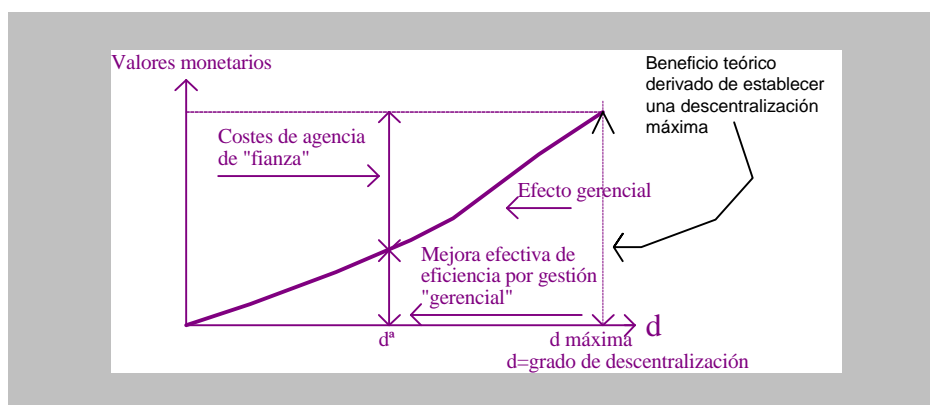 Valores monetarios
Beneficio teórico
derivado de establecer
una descentralización
máxima
Costes de agencia
de "fianza"
Efecto gerencial
Mejora efectiva de
eficiencia por gestión
"gerencial"
d
dª
d máxima
d=grado de descentralización